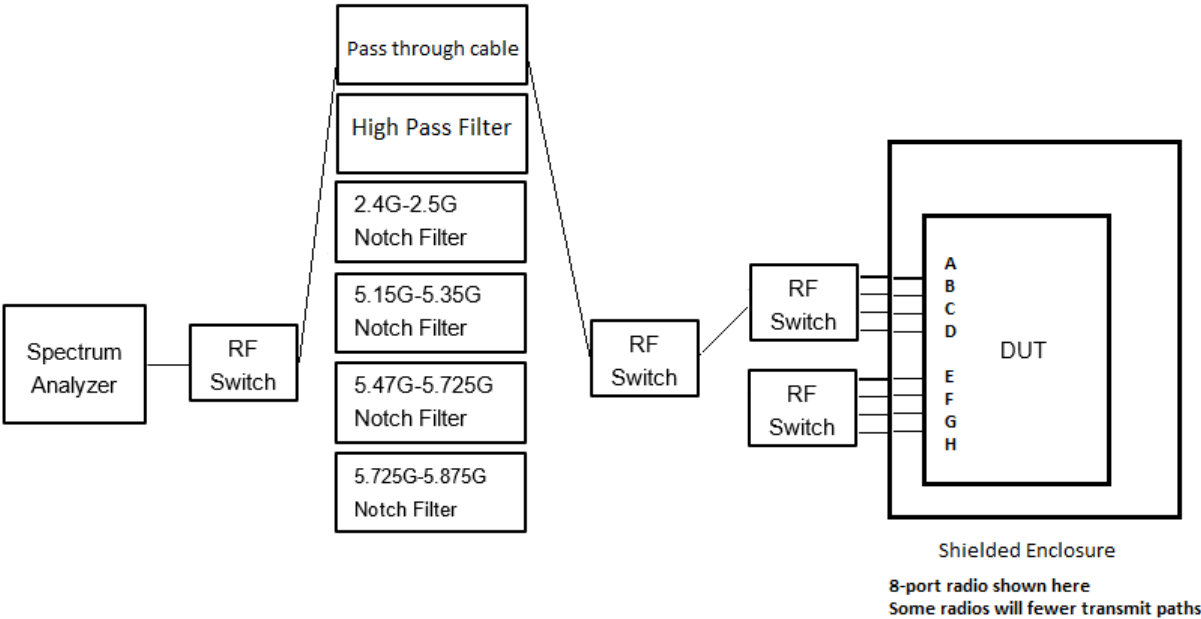 Pass through cable
High Pass Filter
2.4G-2.5G
Notch Filter
5.15G-5.35G
Notch Filter
5.47G-5.725G
Notch Filter
5.725G-5.875G
Notch Filter
Spectrum
Analyzer
RF
Switch
RF
Switch
RF
Switch
RF
Switch
A
B
C
D
E
F
G
H
DUT
Shielded Enclosure
8-port radio shown here
Some radios will fewer transmit paths